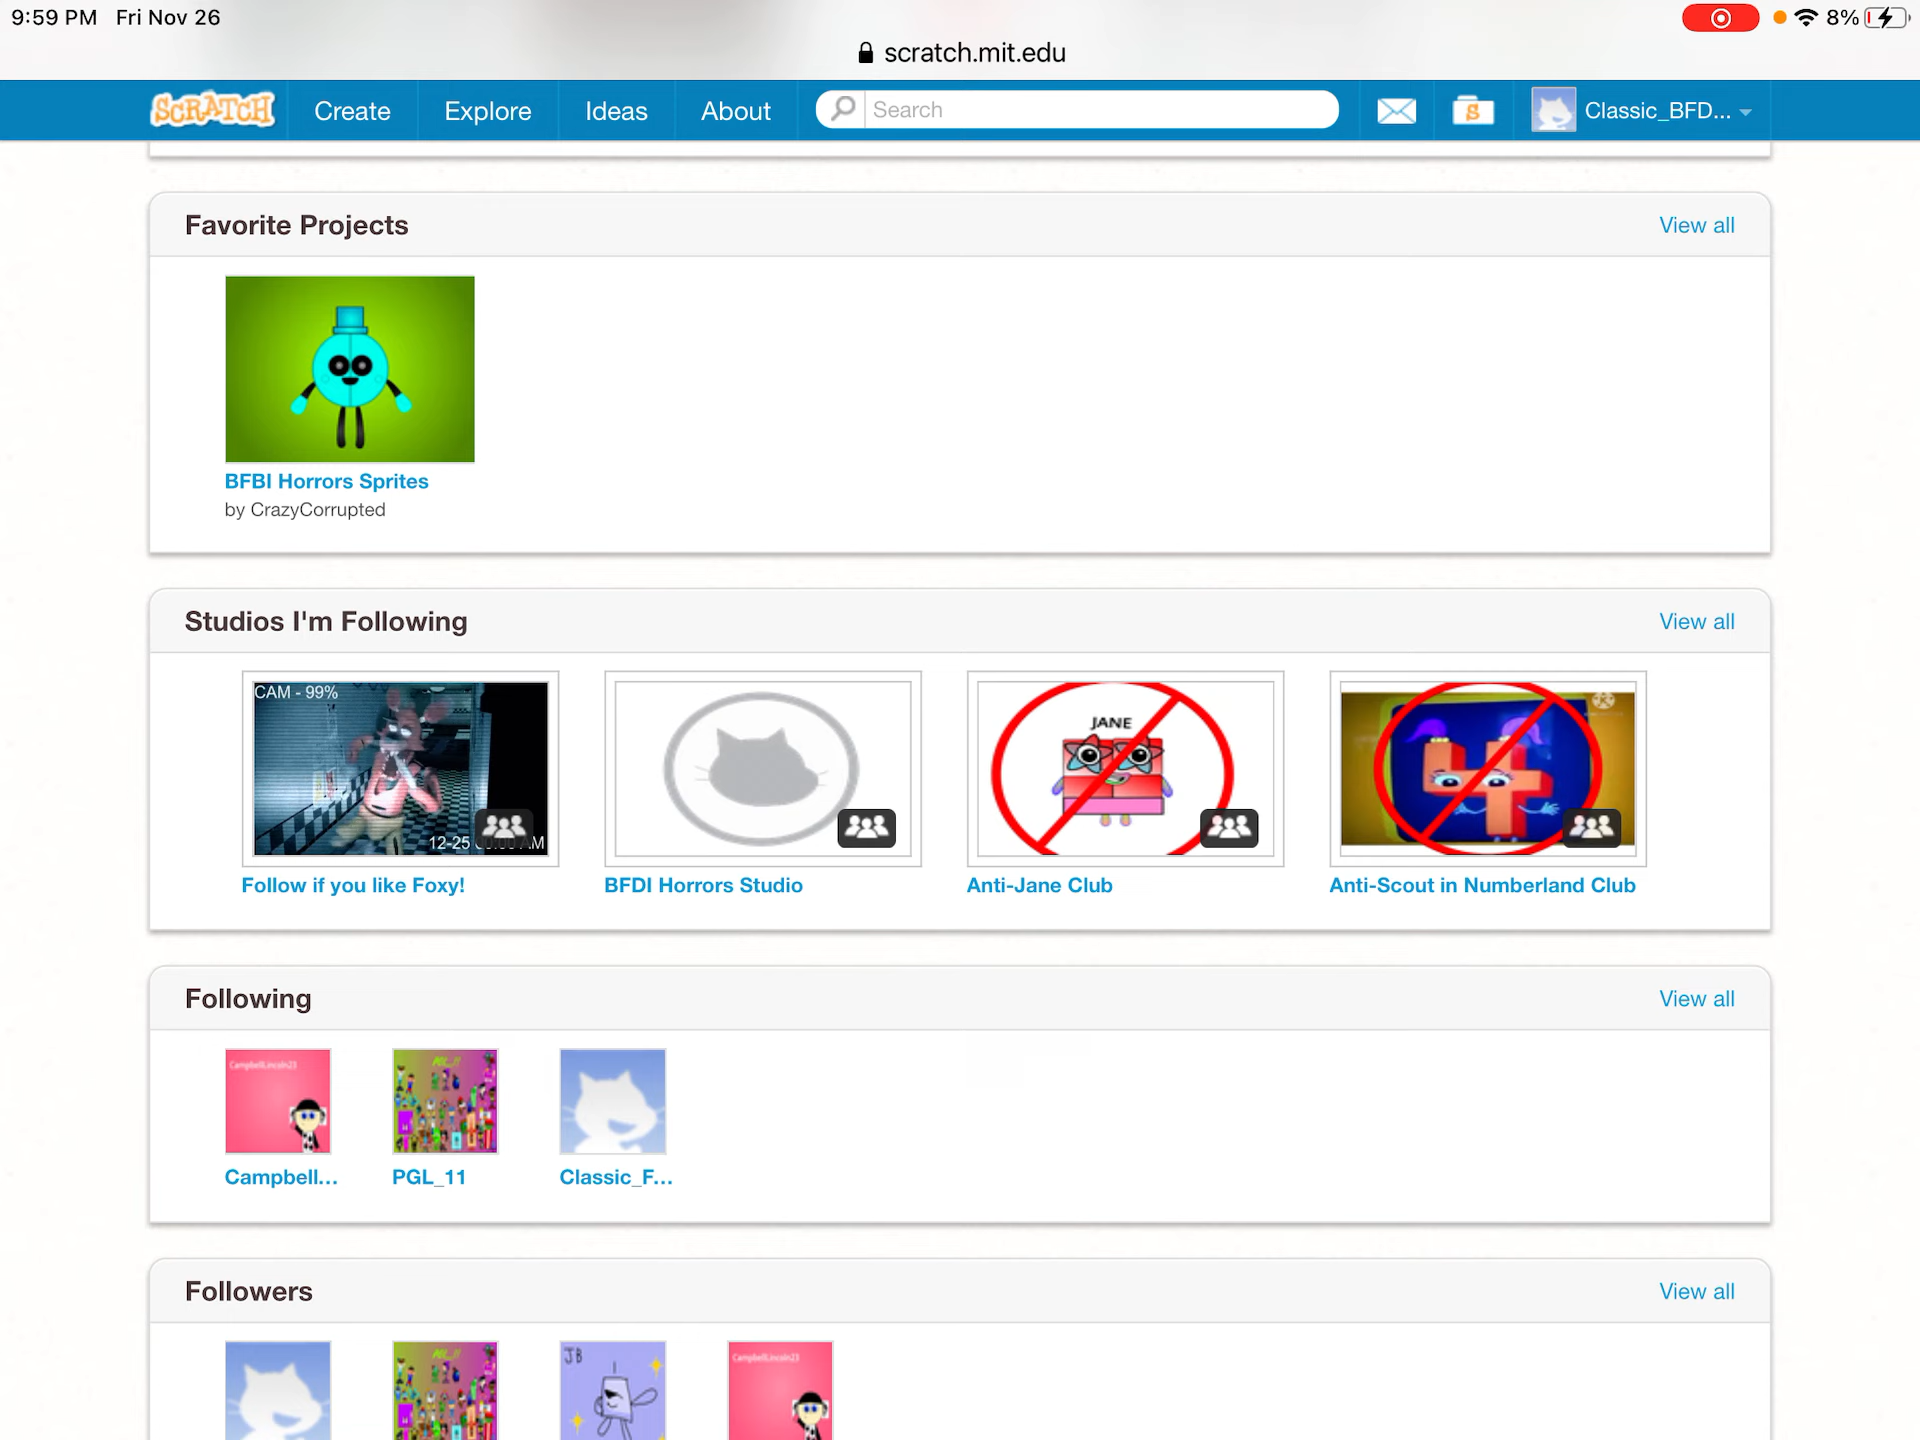 9:59 PM Fri Nov 26
8%
scratch.mit.edu
SCRATCH Create Explore Ideas About Search S Classic_BFD...
Favorite Projects View all
BFBI Horrors Sprites
by CrazyCorrupted
Studios I'm Following View all
CAM - 99%
12-25
AM
JANE
Follow if you like Foxy! BFDI Horrors Studio Anti-Jane Club Anti-Scout in Numberland Club
Following View all
CampbellLincoln23
Campbell... PGL_11 Classic_F...
Followers View all
JB
CampbellLincoln23